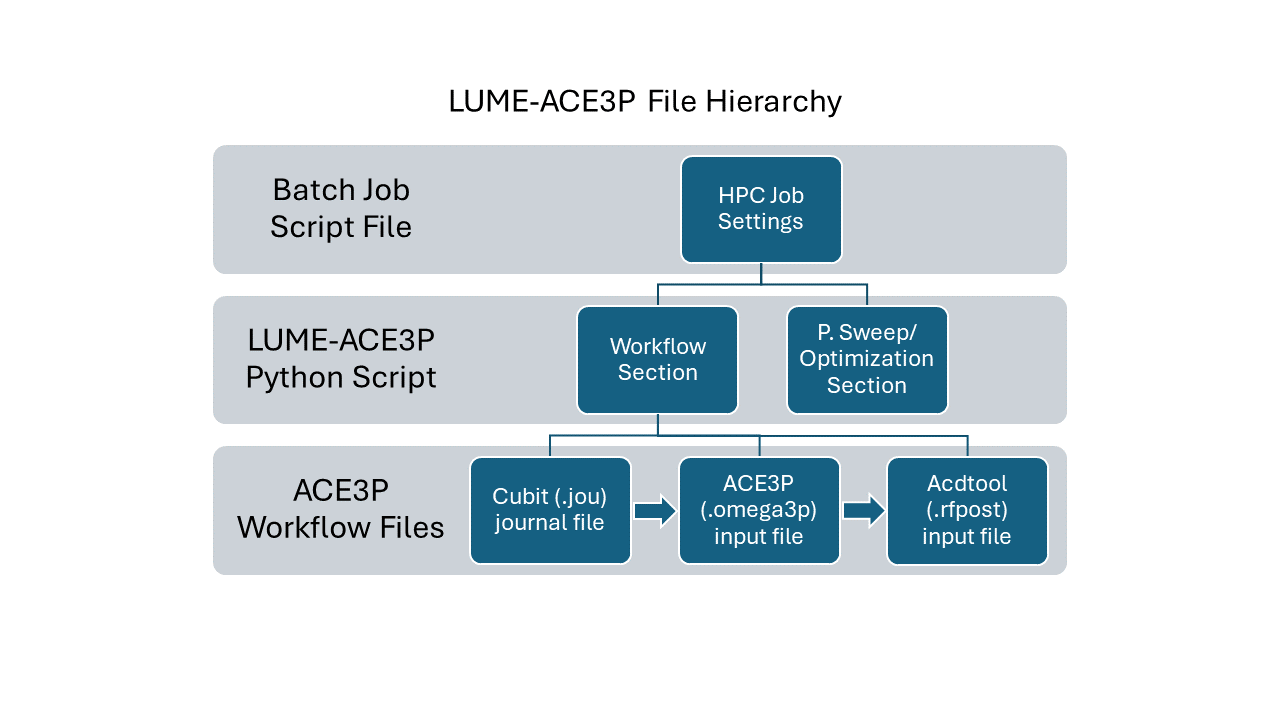 LUME-ACE3P File Hierarchy
Batch Job
Script File
HPC Job
Settings
LUME-ACE3P
Python Script
Workflow
Section
P. Sweep/
Optimization
Section
ACE3P
Workflow Files
Cubit (.jou)
journal file
ACE3P
(.omega3p)
input file
Acdtool
(.rfpost)
input file